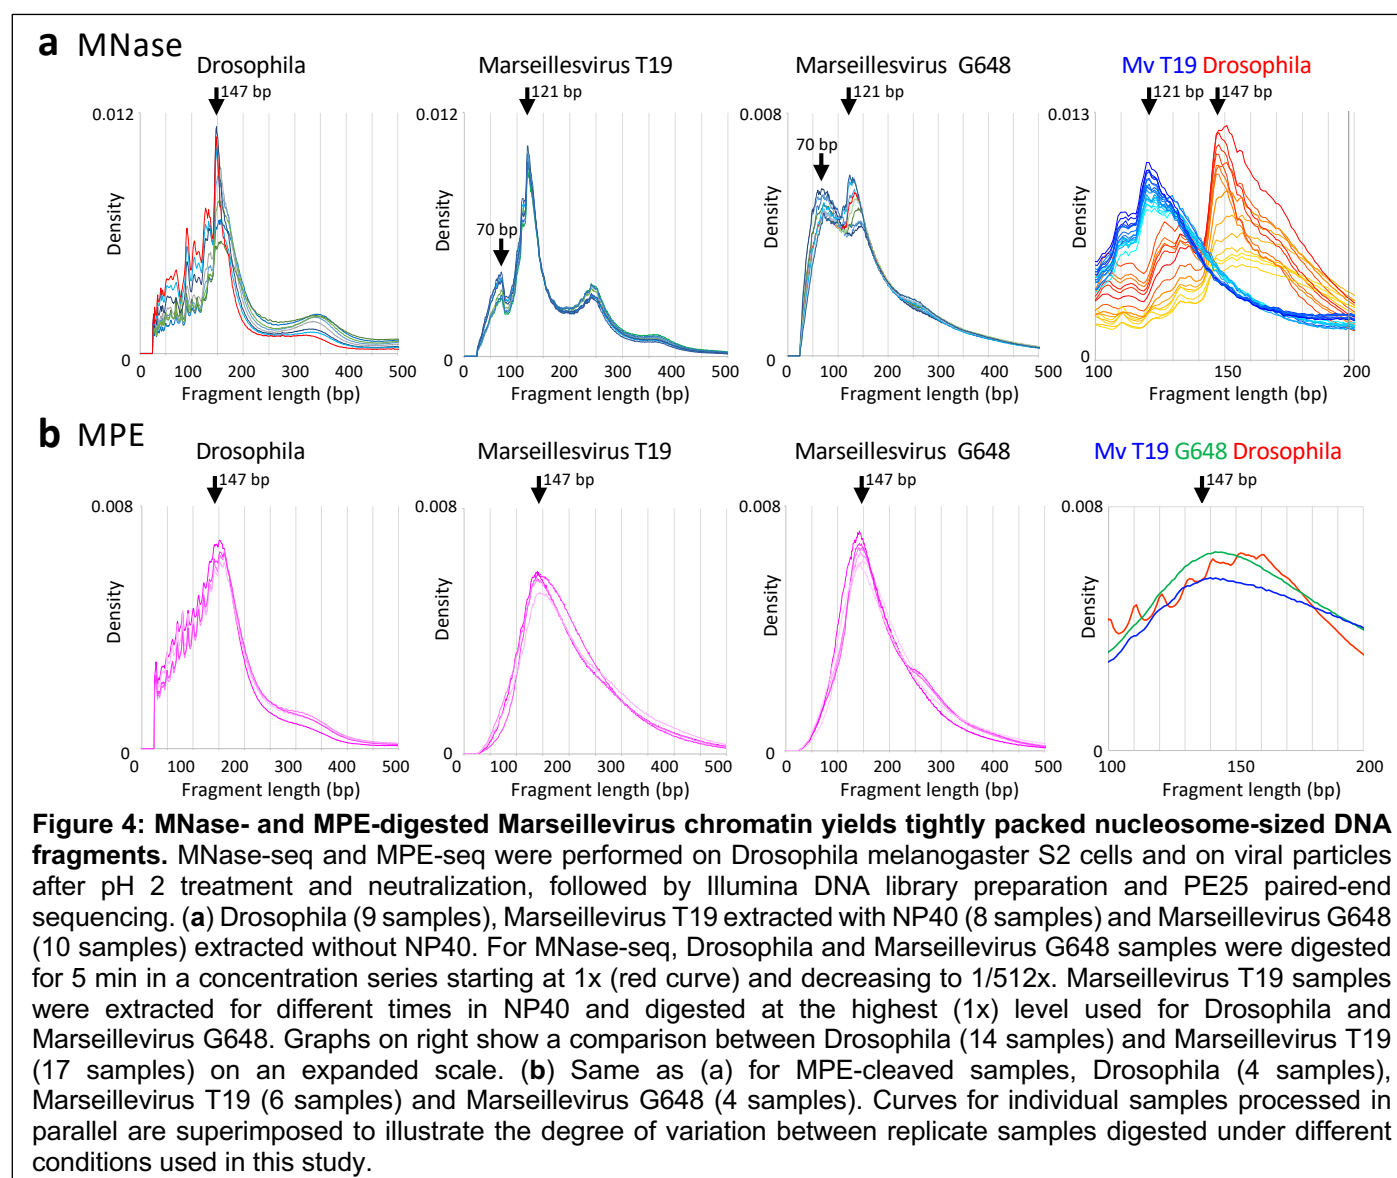 a MNase
Drosophila
Marseillesvirus T19
Marseillesvirus G648
Mv T19 Drosophila
147 bp
121 bp
121 bp
121 bp
147 bp
70 bp
70 bp
0.012
0.012
0.008
0.013
Density
Density
Density
Density
0
0
0
0
0 100 200 300 400 500
0 100 200 300 400 500
0 100 200 300 400 500
100 150 200
Fragment length (bp)
Fragment length (bp)
Fragment length (bp)
Fragment length (bp)
b MPE
Drosophila
Marseillesvirus T19
Marseillesvirus G648
Mv T19 G648 Drosophila
147 bp
147 bp
147 bp
147 bp
0.008
0.008
0.008
0.008
Density
Density
Density
Density
0
0
0
0
0 100 200 300 400 500
0 100 200 300 400 500
0 100 200 300 400 500
100 150 200
Fragment length (bp)
Fragment length (bp)
Fragment length (bp)
Fragment length (bp)
Figure 4: MNase- and MPE-digested Marseillevirus chromatin yields tightly packed nucleosome-sized DNA
fragments. MNase-seq and MPE-seq were performed on Drosophila melanogaster S2 cells and on viral particles
after pH 2 treatment and neutralization, followed by Illumina DNA library preparation and PE25 paired-end
sequencing. (a) Drosophila (9 samples), Marseillevirus T19 extracted with NP40 (8 samples) and Marseillevirus G648
(10 samples) extracted without NP40. For MNase-seq, Drosophila and Marseillevirus G648 samples were digested
for 5 min in a concentration series starting at 1x (red curve) and decreasing to 1/512x. Marseillevirus T19 samples
were extracted for different times in NP40 and digested at the highest (1x) level used for Drosophila and
Marseillevirus G648. Graphs on right show a comparison between Drosophila (14 samples) and Marseillevirus T19
(17 samples) on an expanded scale. (b) Same as (a) for MPE-cleaved samples, Drosophila (4 samples),
Marseillevirus T19 (6 samples) and Marseillevirus G648 (4 samples). Curves for individual samples processed in
parallel are superimposed to illustrate the degree of variation between replicate samples digested under different
conditions used in this study.